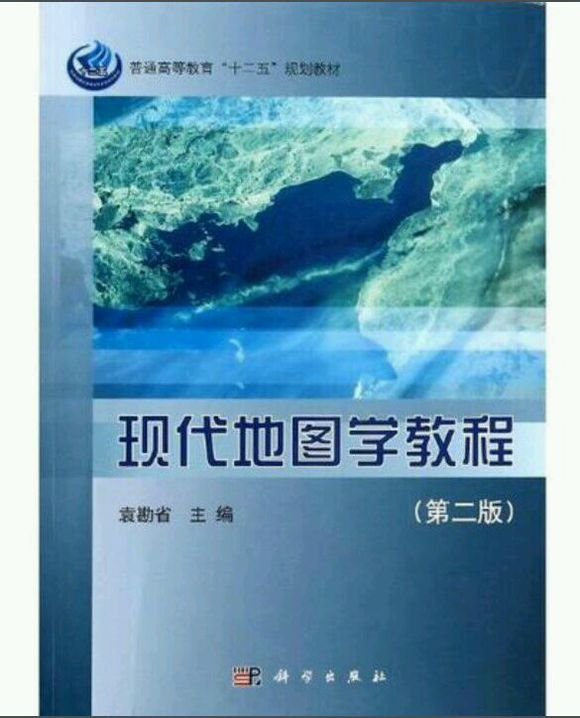 普通高等教育“十二五”规划教材
现代地图学教程
（第二版）
袁勘省 主编
科学出版社